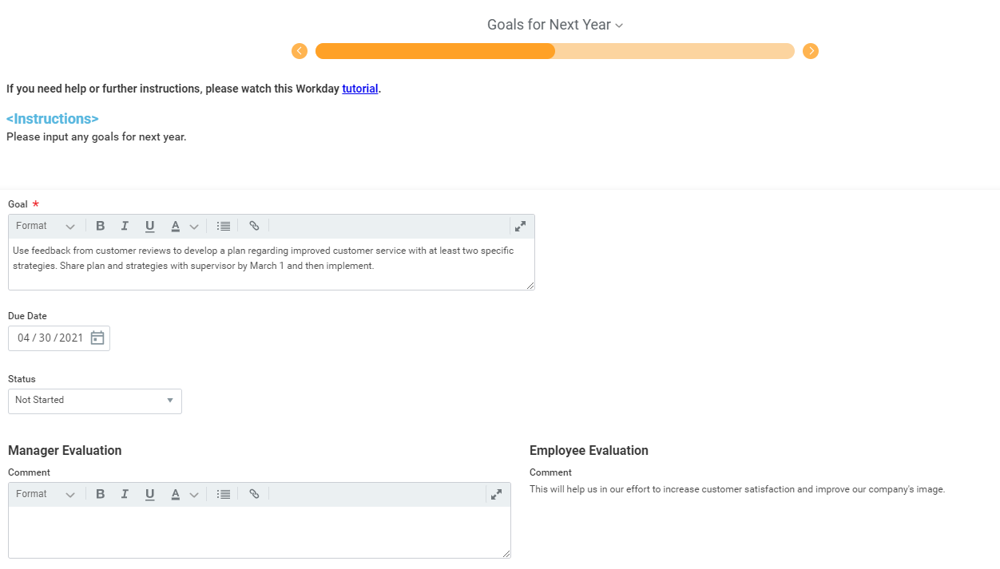 Goals for Next Year
If you need help or further instructions, please watch this Workday tutorial.
<Instructions>
Please input any goals for next year.
Goal *
Format B I U A
Use feedback from customer reviews to develop a plan regarding improved customer service with at least two specific
strategies. Share plan and strategies with supervisor by March 1 and then implement.
Due Date
04 / 30 / 2021
Status
Not Started
Manager Evaluation
Comment
Format B I U A
Employee Evaluation
Comment
This will help us in our effort to increase customer satisfaction and improve our company's image.